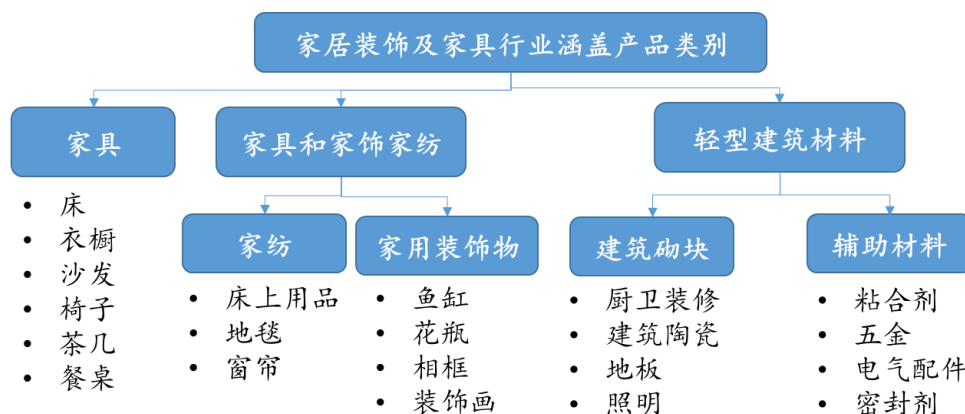 家居装饰及家具行业涵盖产品类别
家具
家具和家饰家纺
轻型建筑材料
• 床
• 衣橱
• 沙发
• 椅子
• 茶几
• 餐桌
家纺
• 床上用品
• 地毯
• 窗帘
家用装饰物
• 鱼缸
• 花瓶
• 相框
• 装饰画
建筑砌块
• 厨卫装修
• 建筑陶瓷
• 地板
• 照明
辅助材料
• 粘合剂
• 五金
• 电气配件
• 密封剂